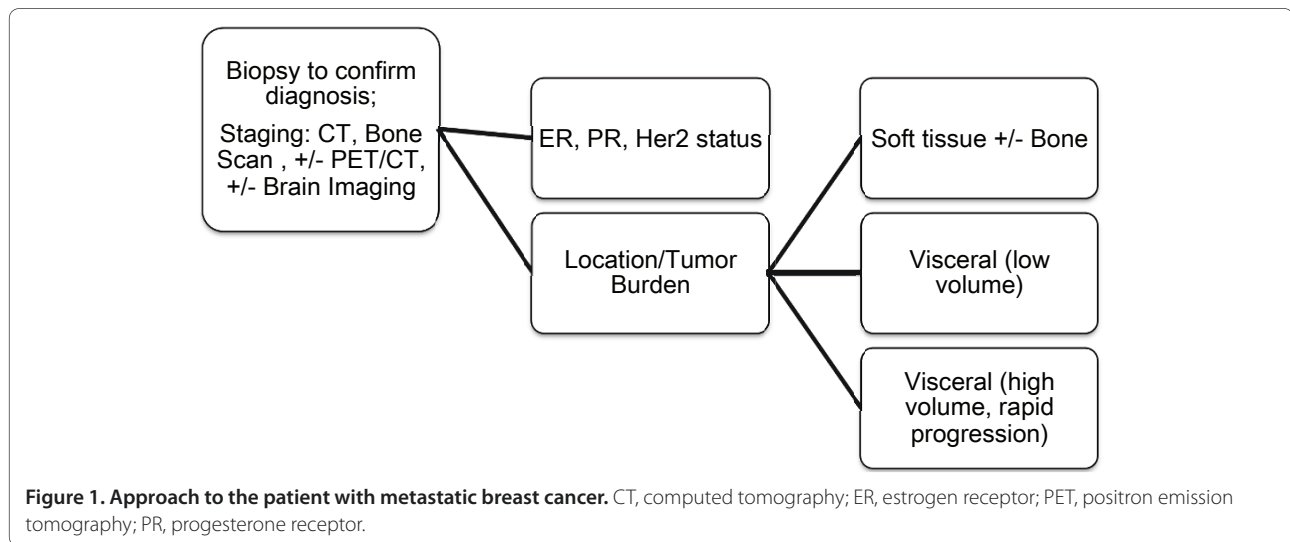 Biopsy to confirm
diagnosis;
Staging: CT, Bone
Scan , +/- PET/CT,
+/- Brain Imaging
ER, PR, Her2 status
Location/Tumor
Burden
Soft tissue +/- Bone
Visceral (low
volume)
Visceral (high
volume, rapid
progression)
Figure 1. Approach to the patient with metastatic breast cancer. CT, computed tomography; ER, estrogen receptor; PET, positron emission
tomography; PR, progesterone receptor.